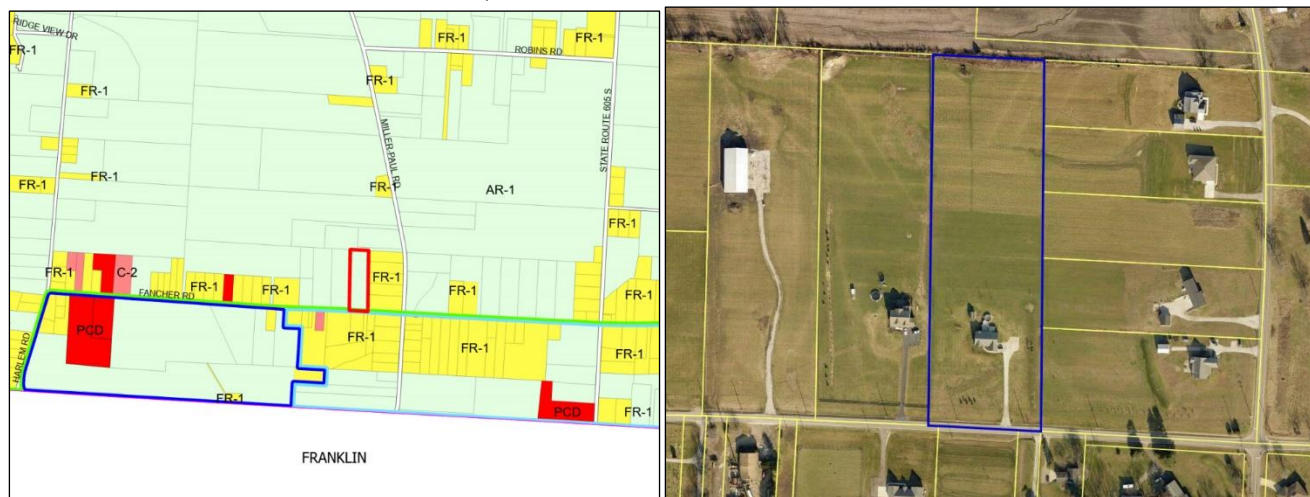 RIDGE VIEW DR
FR-1
FR-1
ROBINS RD
FR-1
FR-1
FR-1
MILLER PAUL RD
STATE ROUTE 605 S
FR-1
FR-1
AR-1
FR-1
FR-1
FR-1
FR-1
C-2
FR-1
FR-1
FR-1
FR-1
FR-1
FANCHER RD
PCD
FR-1
FR-1
FR-1
HARLEM RD
FR-1
PCD
FR-1
FRANKLIN